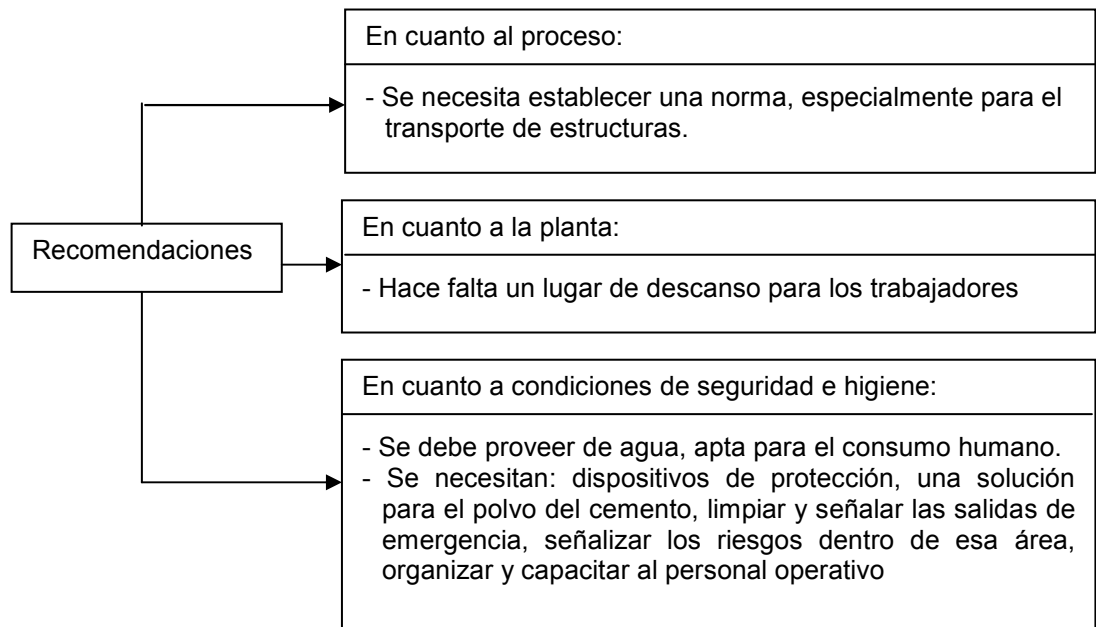 En cuanto al proceso:
- Se necesita establecer una norma, especialmente para el
transporte de estructuras.
Recomendaciones
En cuanto a la planta:
- Hace falta un lugar de descanso para los trabajadores
En cuanto a condiciones de seguridad e higiene:
- Se debe proveer de agua, apta para el consumo humano.
- Se necesitan: dispositivos de protección, una solución
para el polvo del cemento, limpiar y señalar las salidas de
emergencia, señalizar los riesgos dentro de esa área,
organizar y capacitar al personal operativo